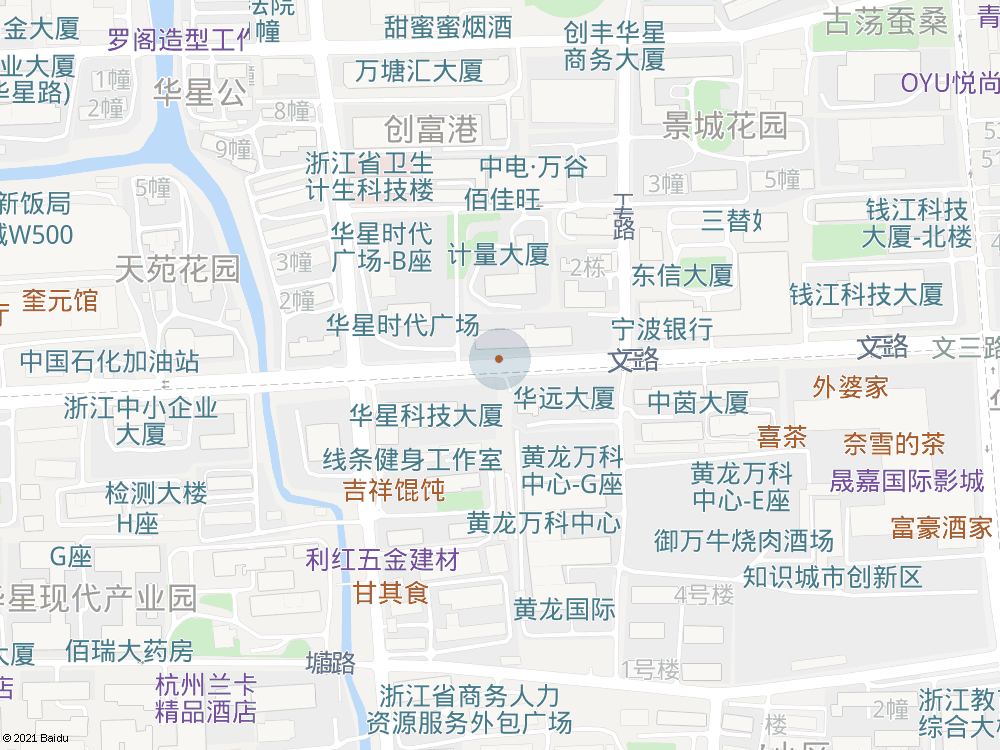 法院
幢
甜蜜蜜烟酒
创丰华星
商务大厦
古荡蚕桑
金大厦
罗阁造型工作
业大厦
华星路)
1幢
2幢
华星公
万塘汇大厦
OYU悦尚
8幢
创富港
景城花园
9幢
浙江省卫生
计生科技楼
中电·万谷
佰佳旺
3幢
5幢
5幢
新饭局
城W500
华星时代
广场-B座
计量大厦
三替
钱江科技
大厦-北楼
天苑花园
3幢
2栋
东信大厦
2幢
钱江科技大厦
奎元馆
厅
华星时代广场
宁波银行
中国石化加油站
文三路
文三路
文三路
外婆家
浙江中小企业
大厦
华星科技大厦
华远大厦
中茵大厦
喜茶
奈雪的茶
线条健身工作室
黄龙万科
中心-G座
黄龙万科
中心-E座
晟嘉国际影城
检测大楼
H座
吉祥馄饨
黄龙万科中心
富豪酒家
G座
利红五金建材
御万牛烧肉酒场
华星现代产业园
甘其食
黄龙国际
知识城市创新区
4号楼
大厦
佰瑞大药房
塘路
1号楼
店
杭州兰卡
精品酒店
浙江省商务人力
资源服务外包广场
2幢
浙江教
综合大
楼
© 2021 Baidu